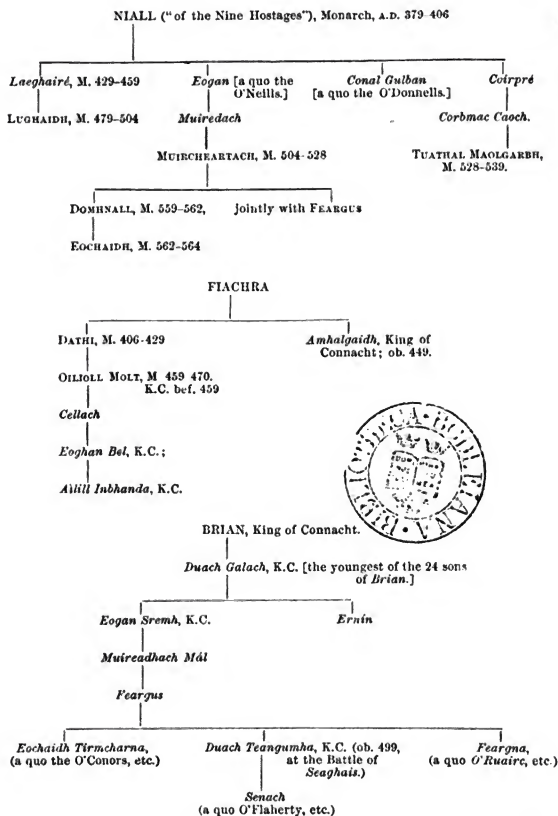 NIALL ("of the Nine Hostages"), Monarch, A.D. 379-406
Laeghairé, M. 429-459
Eogan [a quo the
O'Neills.]
Conal Gulban
[a quo the O'Donnells.]
Coirpré
LUGHAIDH, M. 479-504
Muiredach
Corbmac Caoch.
MUIRCHEARTACH, M. 504-528
TUATHAL MAOLGARBH,
M. 528-539.
DOMHNALL, M. 559-562, jointly with FEARGUS
EOCHAIDH, M. 562-564
FIACHRA
DATHI, M. 406-429
Amhalgaidh, King of
Connacht; ob. 449.
OILIOLL MOLT, M 459 470.
K.C. bef. 459
Cellach
Eoghan Bel, K.C.;
Ailill Inbhanda, K.C.
BIBLIOTHECA·BODLEIANA·
BRIAN, King of Connacht.
Duach Galach, K.C. [the youngest of the 24 sons
of Brian.]
Eogan Sremh, K.C.
Ernin
Muireadhach Mál
Feargus
Eochaidh Tirmcharna,
(a quo the O'Conors, etc.)
Duach Teangumha, K.C. (ob. 499,
at the Battle of
Seaghais.)
Feargna,
(a quo O'Ruairc, etc.)
Senach
(a quo O'Flaherty, etc.)